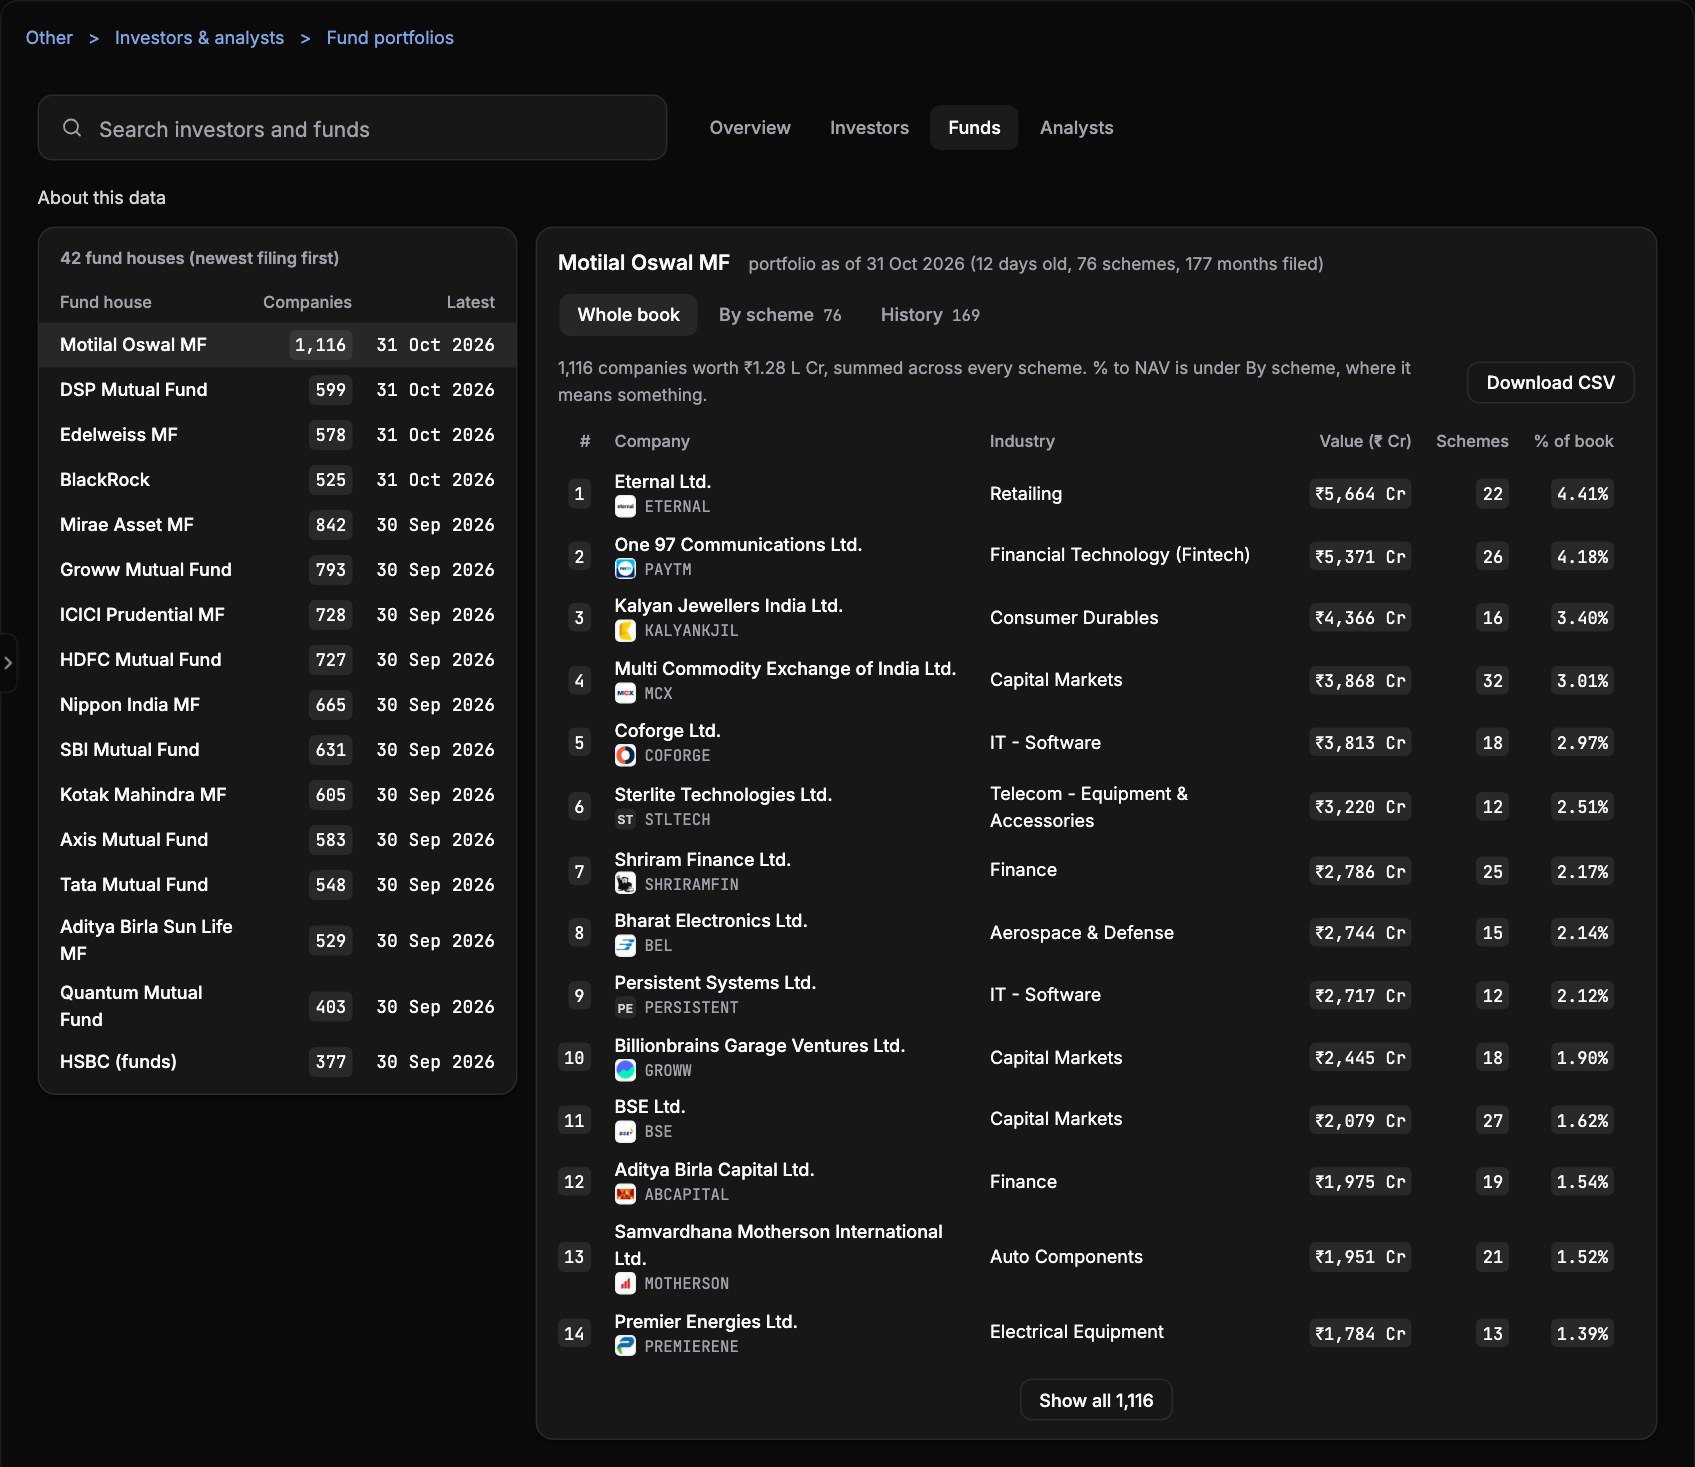 Other > Investors & analysts > Fund portfolios
Search investors and funds
Overview Investors Funds Analysts
About this data
42 fund houses (newest filing first)
Fund house Companies Latest
Motilal Oswal MF 1,116 31 Oct 2026
DSP Mutual Fund 599 31 Oct 2026
Edelweiss MF 578 31 Oct 2026
BlackRock 525 31 Oct 2026
Mirae Asset MF 842 30 Sep 2026
Groww Mutual Fund 793 30 Sep 2026
ICICI Prudential MF 728 30 Sep 2026
HDFC Mutual Fund 727 30 Sep 2026
Nippon India MF 665 30 Sep 2026
SBI Mutual Fund 631 30 Sep 2026
Kotak Mahindra MF 605 30 Sep 2026
Axis Mutual Fund 583 30 Sep 2026
Tata Mutual Fund 548 30 Sep 2026
Aditya Birla Sun Life
MF 529 30 Sep 2026
Quantum Mutual
Fund 403 30 Sep 2026
HSBC (funds) 377 30 Sep 2026
Motilal Oswal MF portfolio as of 31 Oct 2026 (12 days old, 76 schemes, 177 months filed)
Whole book By scheme 76 History 169
1,116 companies worth ₹1.28 L Cr, summed across every scheme. % to NAV is under By scheme, where it
means something.
Download CSV
# Company Industry Value (₹ Cr) Schemes % of book
1 Eternal Ltd. Retailing ₹5,664 Cr 22 4.41%
eternal ETERNAL
2 One 97 Communications Ltd. Financial Technology (Fintech) ₹5,371 Cr 26 4.18%
PAYTM
3 Kalyan Jewellers India Ltd. Consumer Durables ₹4,366 Cr 16 3.40%
KALYANKJIL
4 Multi Commodity Exchange of India Ltd. Capital Markets ₹3,868 Cr 32 3.01%
MCX MCX
5 Coforge Ltd. IT - Software ₹3,813 Cr 18 2.97%
COFORGE
6 Sterlite Technologies Ltd. Telecom - Equipment &
Accessories ₹3,220 Cr 12 2.51%
ST STLTECH
7 Shriram Finance Ltd. Finance ₹2,786 Cr 25 2.17%
SHRIRAMFIN
8 Bharat Electronics Ltd. Aerospace & Defense ₹2,744 Cr 15 2.14%
BEL
9 Persistent Systems Ltd. IT - Software ₹2,717 Cr 12 2.12%
PE PERSISTENT
10 Billionbrains Garage Ventures Ltd. Capital Markets ₹2,445 Cr 18 1.90%
GROWW
11 BSE Ltd. Capital Markets ₹2,079 Cr 27 1.62%
BSE BSE
12 Aditya Birla Capital Ltd. Finance ₹1,975 Cr 19 1.54%
ABCAPITAL
13 Samvardhana Motherson International
Ltd. Auto Components ₹1,951 Cr 21 1.52%
MOTHERSON
14 Premier Energies Ltd. Electrical Equipment ₹1,784 Cr 13 1.39%
PREMIERENE
Show all 1,116